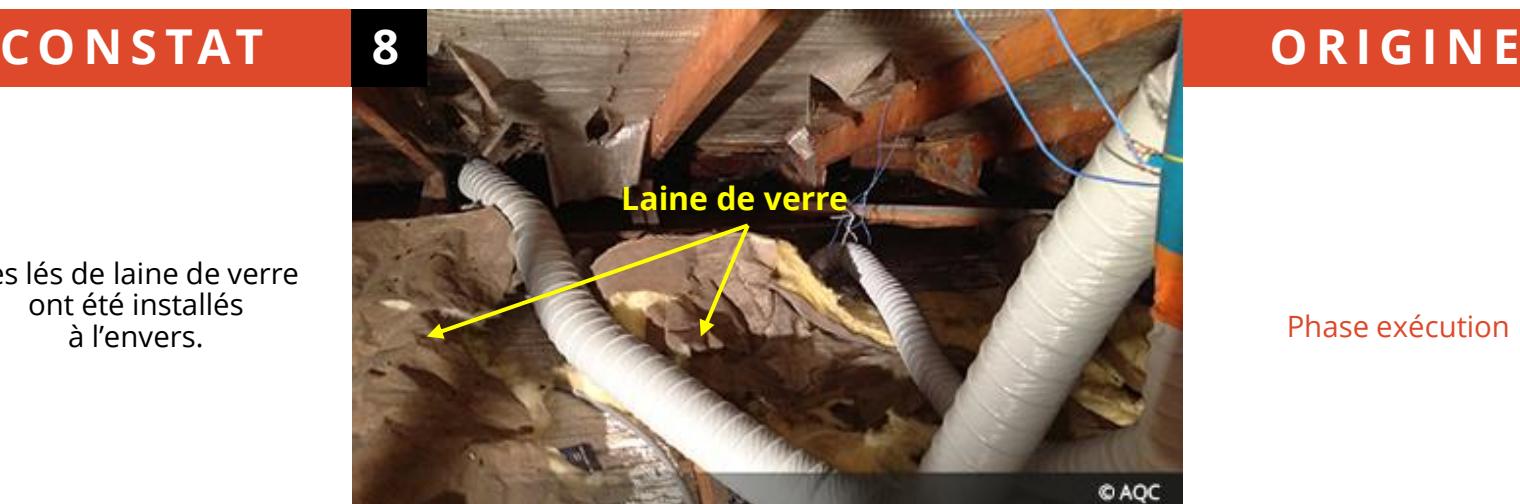 CONSTAT
8
ORIGINE
Laine de verre
es lés de laine de verre
ont été installés
à l’envers.
Phase exécution
© AQC